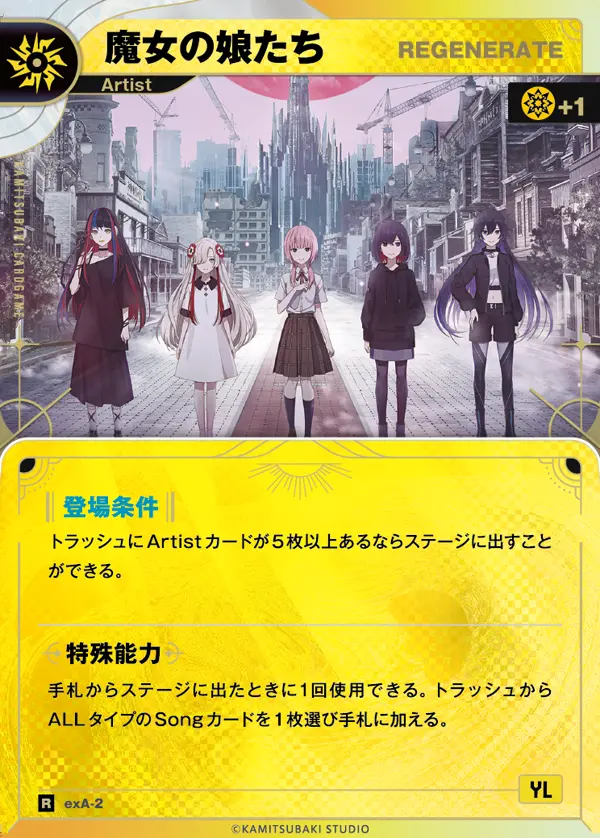 魔女の娘たち
REGENERATE
Artist
+1
KAMITSUBAKI CARDGAME
登場条件
トラッシュにArtistカードが5枚以上あるならステージに出すこと
ができる。
特殊能力
手札からステージに出たときに1回使用できる。トラッシュから
ALLタイプのSongカードを1枚選び手札に加える。
YL
R exA-2
©KAMITSUBAKI STUDIO